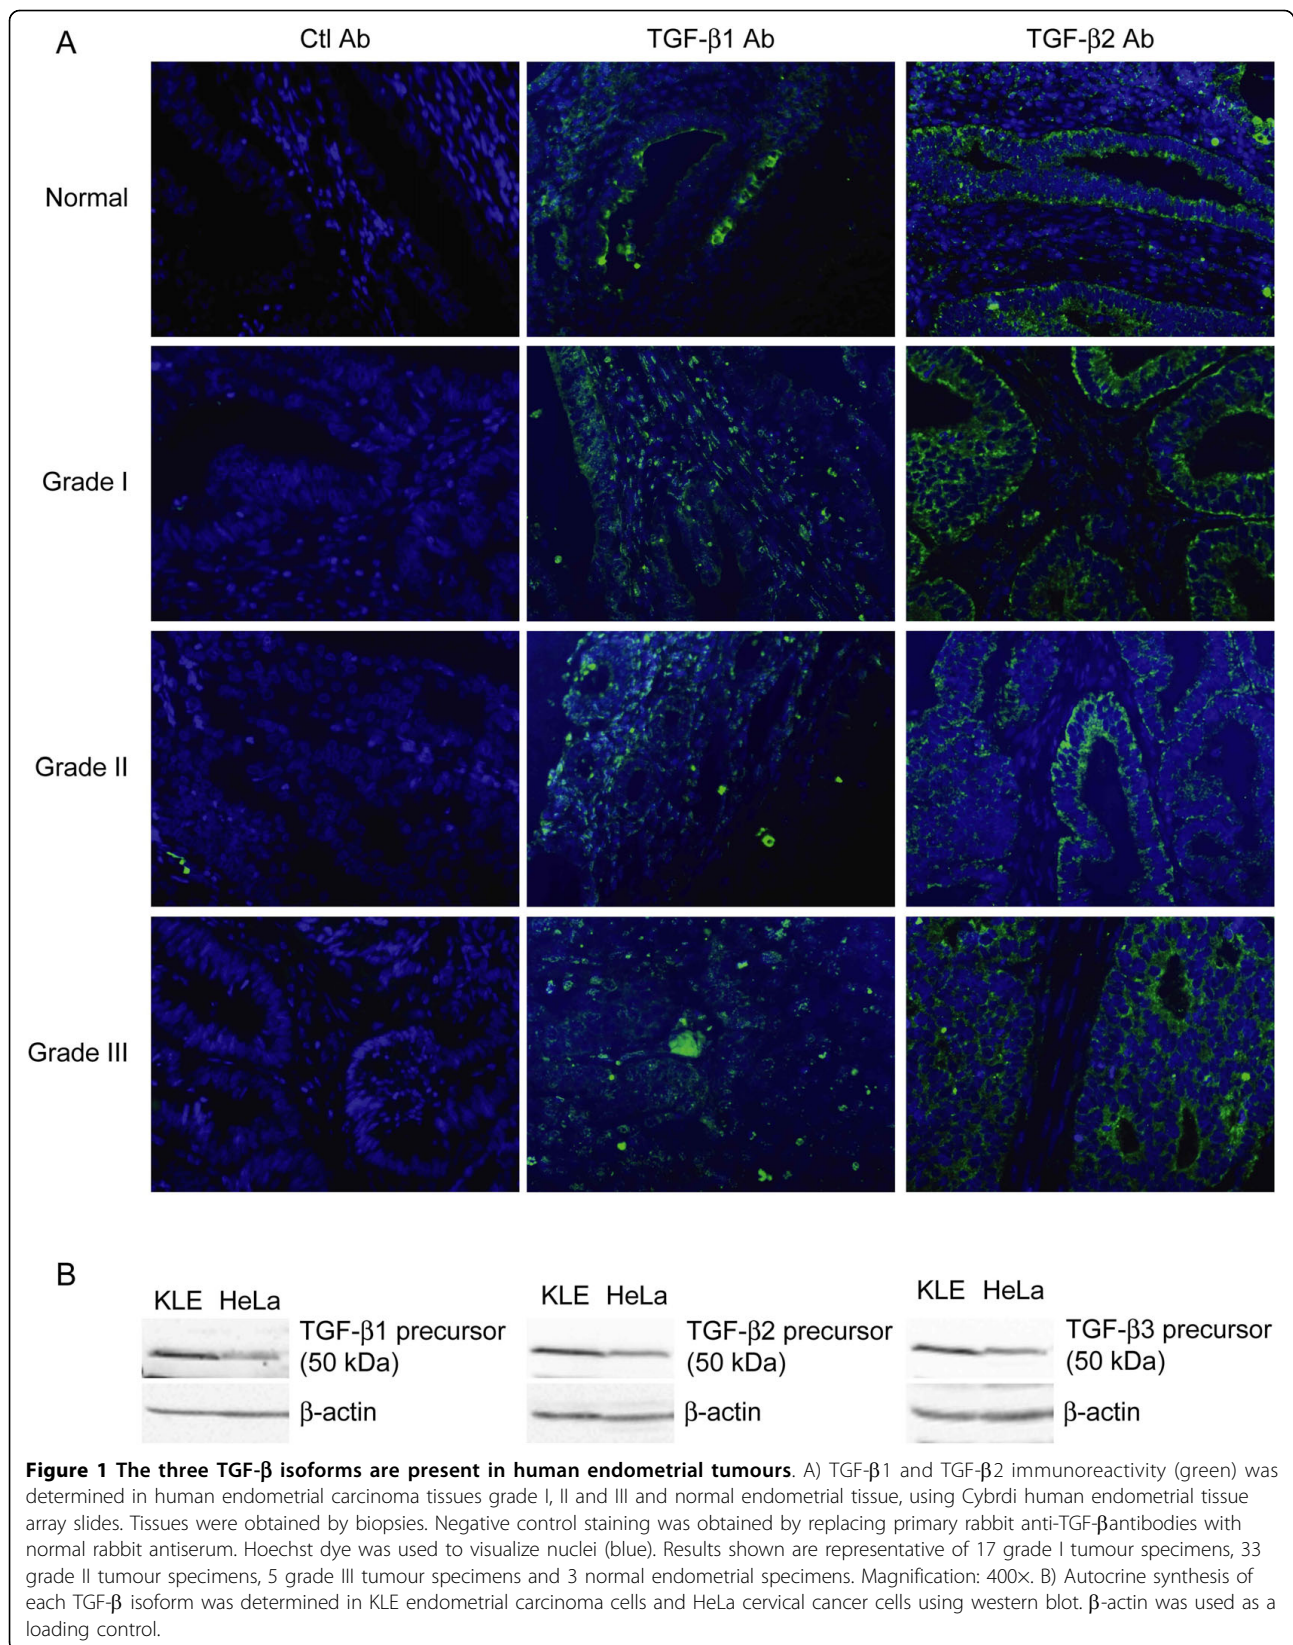 A
Ctl Ab
TGF-β1 Ab
TGF-β2 Ab
Normal
Grade I
Grade II
Grade III
B
KLE HeLa
TGF-β1 precursor
(50 kDa)
β-actin
KLE HeLa
TGF-β2 precursor
(50 kDa)
β-actin
KLE HeLa
TGF-β3 precursor
(50 kDa)
β-actin
Figure 1 The three TGF-β isoforms are present in human endometrial tumours. A) TGF-β1 and TGF-β2 immunoreactivity (green) was
determined in human endometrial carcinoma tissues grade I, II and III and normal endometrial tissue, using Cybrdi human endometrial tissue
array slides. Tissues were obtained by biopsies. Negative control staining was obtained by replacing primary rabbit anti-TGF-βantibodies with
normal rabbit antiserum. Hoechst dye was used to visualize nuclei (blue). Results shown are representative of 17 grade I tumour specimens, 33
grade II tumour specimens, 5 grade III tumour specimens and 3 normal endometrial specimens. Magnification: 400×. B) Autocrine synthesis of
each TGF-β isoform was determined in KLE endometrial carcinoma cells and HeLa cervical cancer cells using western blot. β-actin was used as a
loading control.